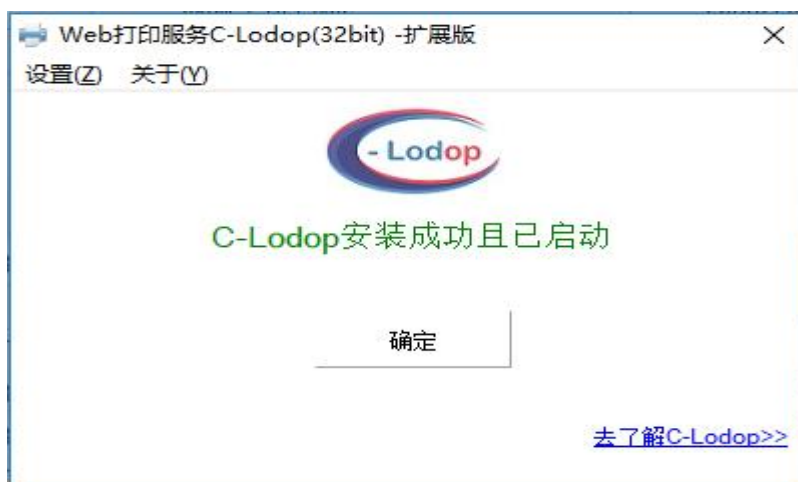 Web打印服务C-Lodop(32bit) -扩展版
设置(Z) 关于(Y)
- Lodop
C-Lodop安装成功且已启动
确定
去了解C-Lodop>>